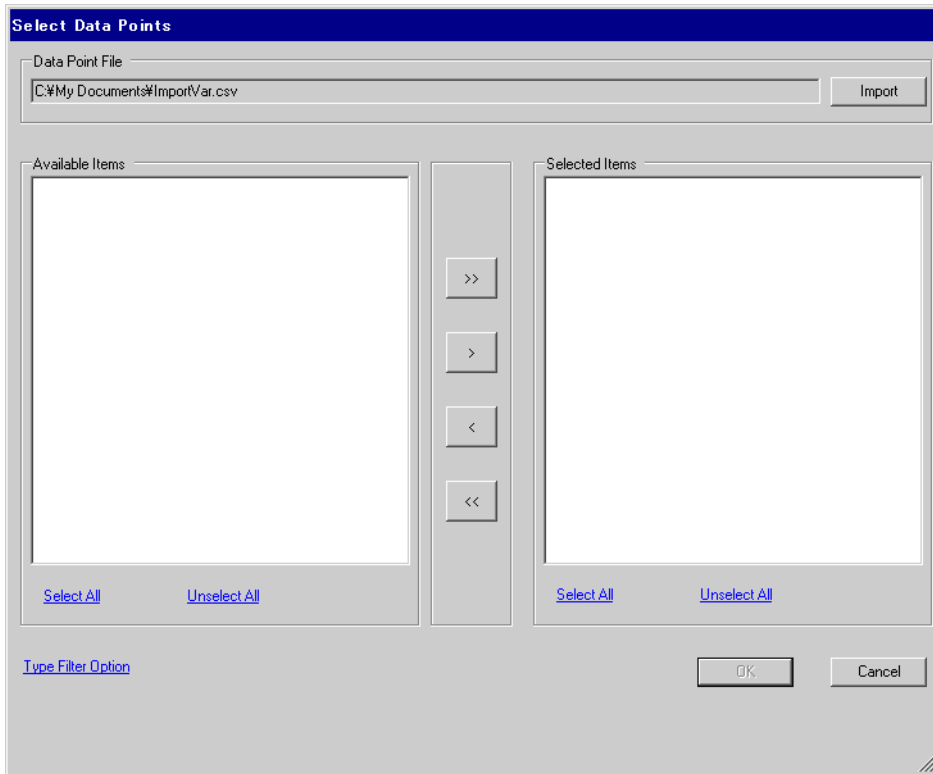 Select Data Points
Data Point File
C:¥My Documents¥ImportVar.csv
Import
Available Items
Selected Items
>>
>
<
<<
Select All
Unselect All
Select All
Unselect All
Type Filter Option
OK
Cancel